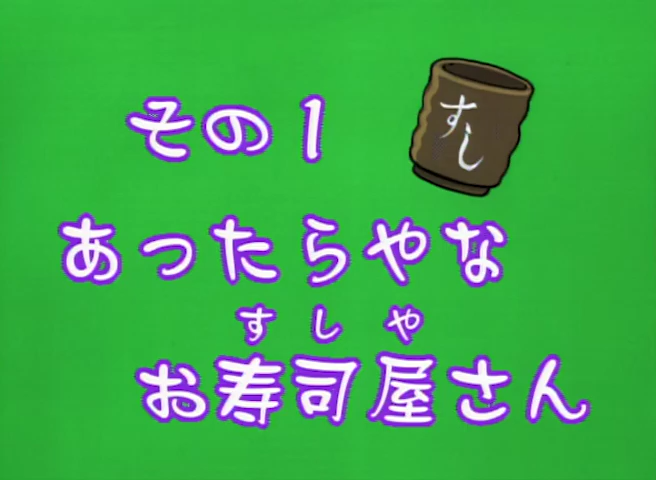 その1
すし
あったらやな
すしや
お寿司屋さん